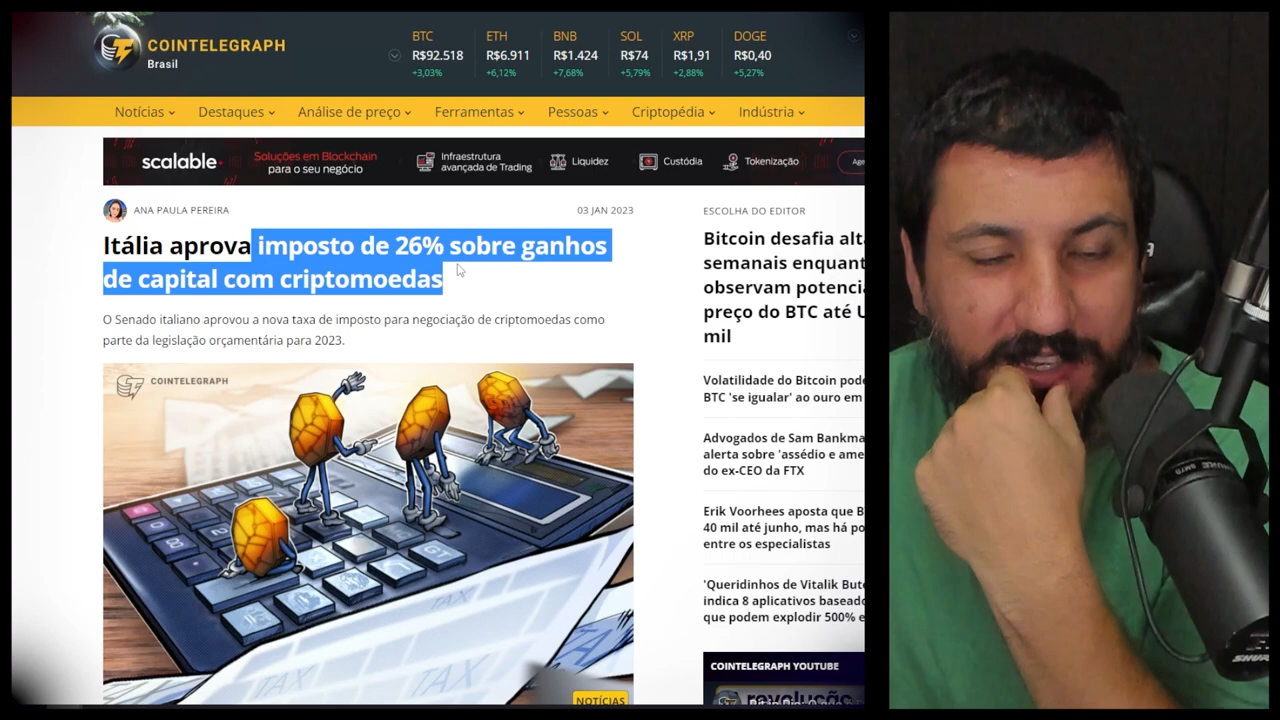 COINTELEGRAPH
Brasil
BTC ETH BNB SOL XRP DOGE
R$92.518 R$6.911 R$1.424 R$74 R$1,91 R$0,40
+3,03% +6,12% +7,68% +5,79% +2,88% +5,27%
Notícias Destaques Análise de preço Ferramentas Pessoas Criptopédia Indústria
scalable
Soluções em Blockchain
para o seu negócio
Infraestrutura
avançada de Trading
Liquidez
Custódia
Tokenização
ANA PAULA PEREIRA
03 JAN 2023
Itália aprova imposto de 26% sobre ganhos
de capital com criptomoedas
O Senado italiano aprovou a nova taxa de imposto para negociação de criptomoedas como
parte da legislação orçamentária para 2023.
COINTELEGRAPH
GT
TAX
TAX
TAX
NOTÍCIAS
ESCOLHA DO EDITOR
Bitcoin desafia alt
semanais enquant
observam potencia
preço do BTC até U
mil
Volatilidade do Bitcoin pode
BTC 'se igualar' ao ouro em
Advogados de Sam Bankma
alerta sobre 'assédio e ame
do ex-CEO da FTX
Erik Voorhees aposta que B
40 mil até junho, mas há po
entre os especialistas
'Queridinhos de Vitalik Bute
indica 8 aplicativos baseado
que podem explodir 500% e
COINTELEGRAPH YOUTUBE
revolução
SHURE SM7B